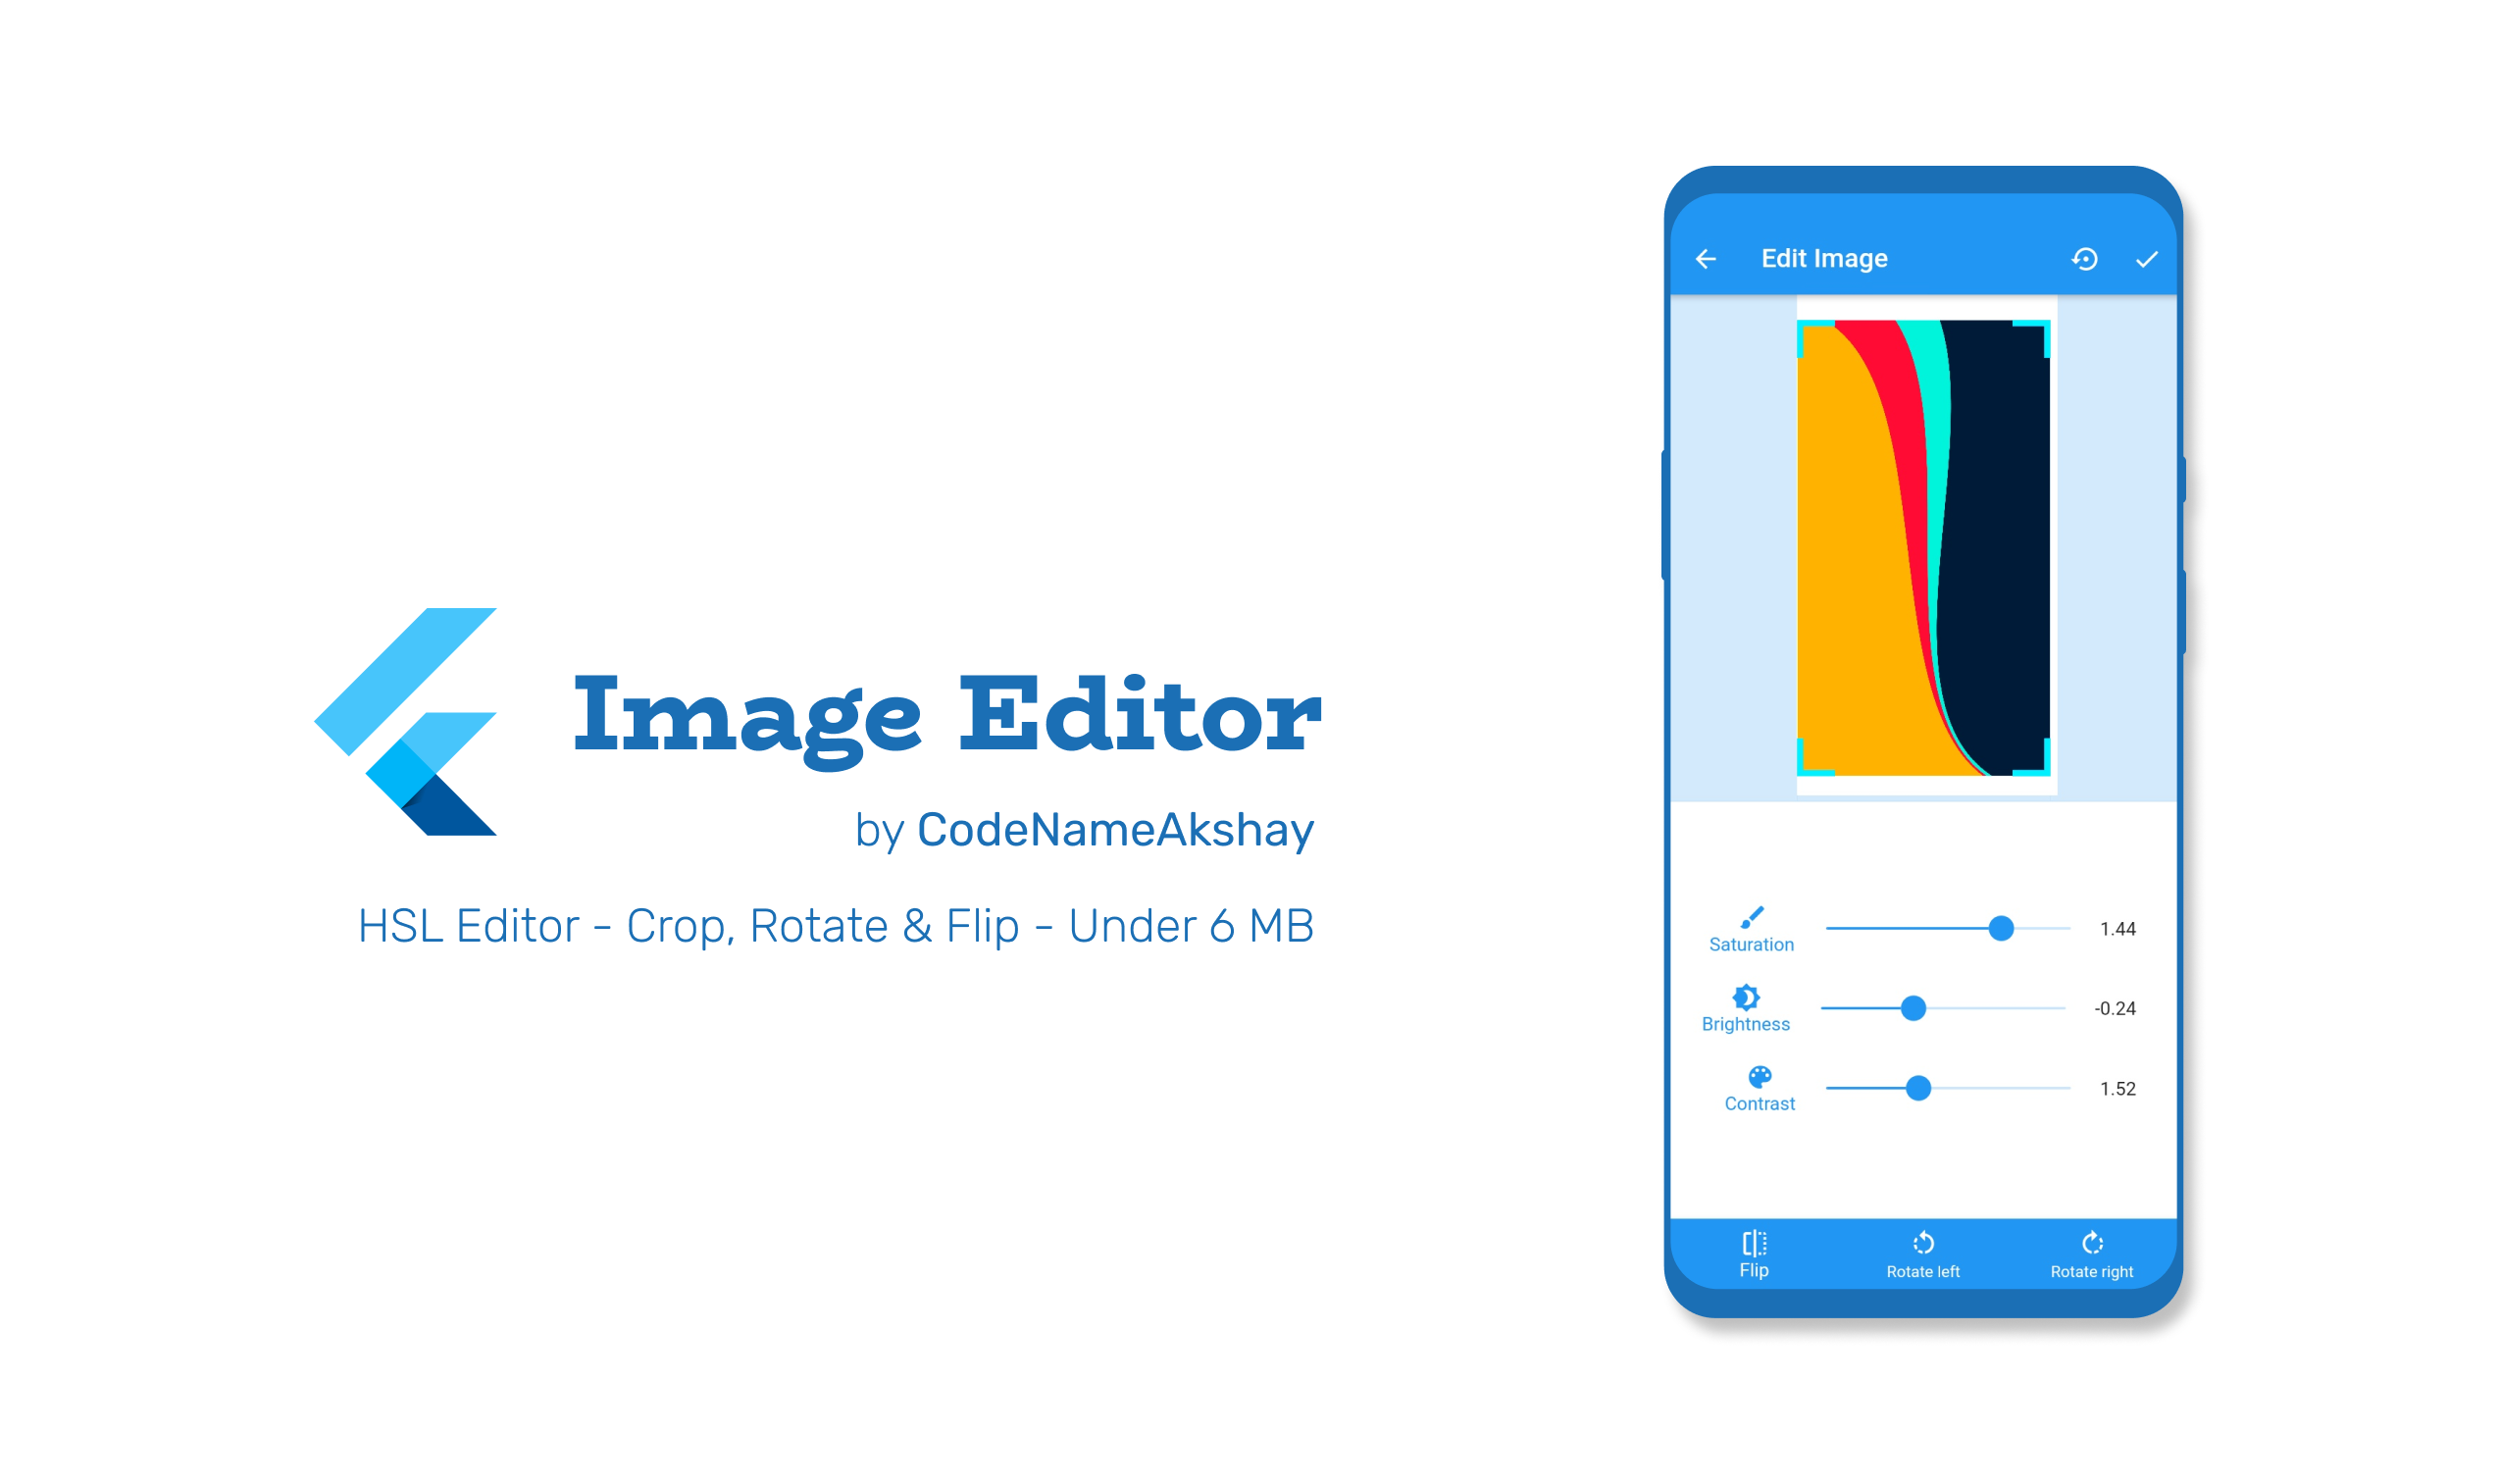 Image Editor
by CodeNameAkshay
HSL Editor - Crop, Rotate & Flip - Under 6 MB
Edit Image
Saturation 1.44
Brightness -0.24
Contrast 1.52
Flip Rotate left Rotate right